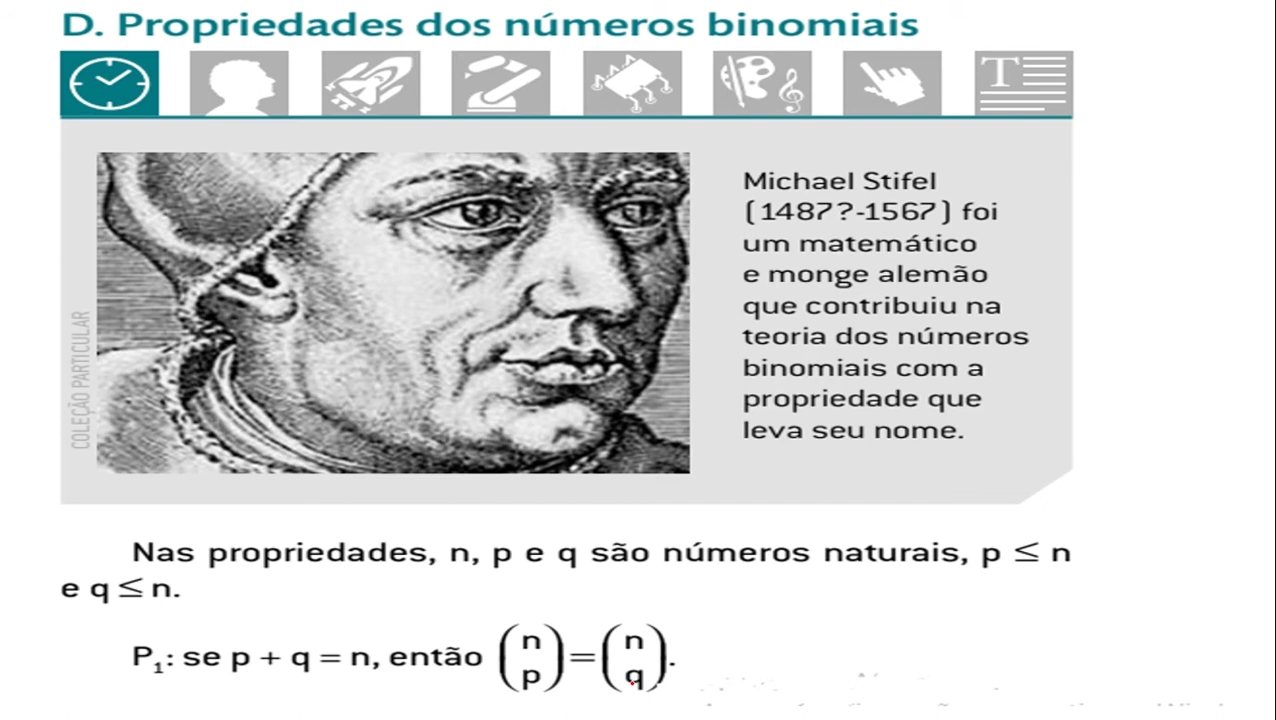 D. Propriedades dos números binomiais
T
COLEÇÃO PARTICULAR
Michael Stifel
(1487?-1567) foi
um matemático
e monge alemão
que contribuiu na
teoria dos números
binomiais com a
propriedade que
leva seu nome.
Nas propriedades, n, p e q são números naturais, p ≤ n
e q ≤ n.
P₁: se p + q = n, então (n p) = (n q).